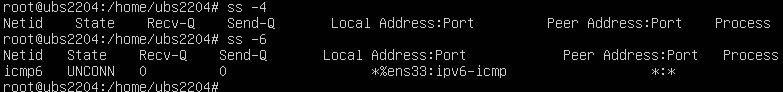 root@ubs2204:/home/ubs2204# ss -4
Netid State Recv-Q Send-Q Local Address:Port Peer Address:Port Process
root@ubs2204:/home/ubs2204# ss -6
Netid State Recv-Q Send-Q Local Address:Port Peer Address:Port Process
icmp6 UNCONN 0 0 *%ens33:ipv6-icmp *:*
root@ubs2204:/home/ubs2204#